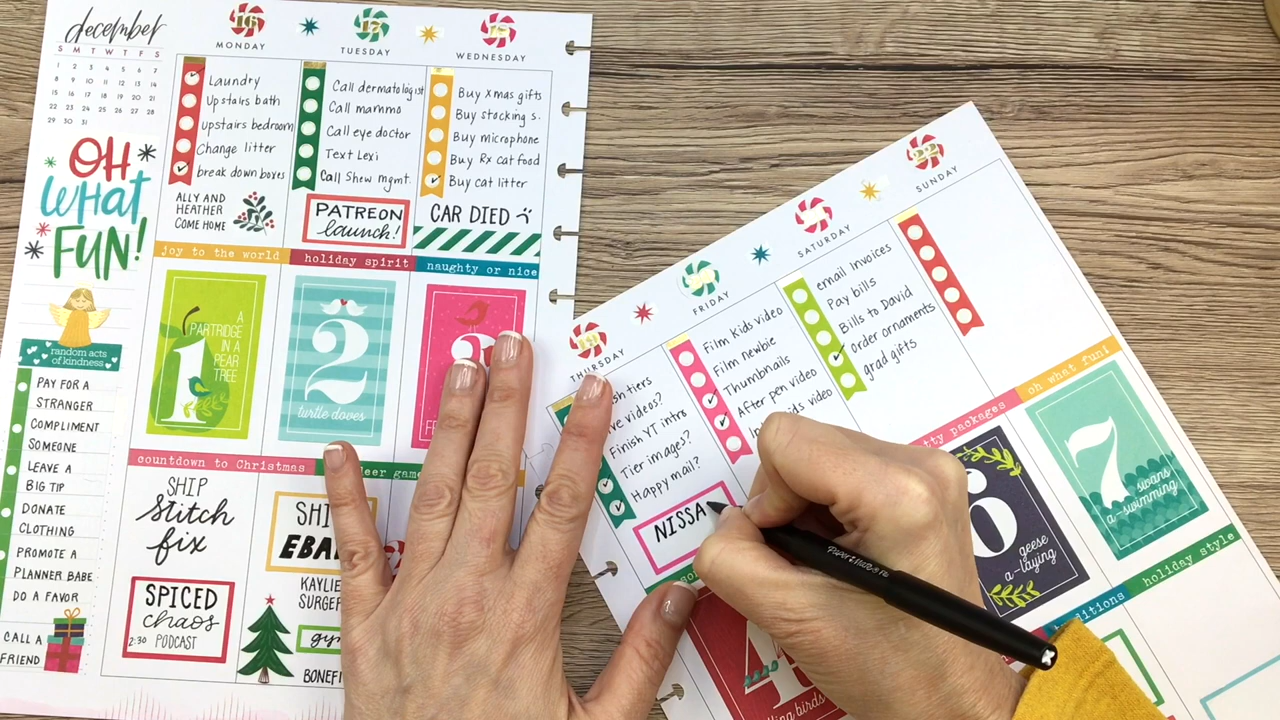 december
S M T W T F S
1 2 3 4 5 6 7
8 9 10 11 12 13 14
15 16 17 18 19 20 21
22 23 24 25 26 27 28
29 30 31
OH
WHAT
FUN!
random acts
of kindness
PAY FOR A
STRANGER
COMPLIMENT
SOMEONE
LEAVE A
BIG TIP
DONATE
CLOTHING
PROMOTE A
PLANNER BABE
DO A FAVOR
CALL A
FRIEND
16
MONDAY
Laundry
Upstairs bath
upstairs bedroom
Change litter
break down boxes
ALLY AND
HEATHER
COME HOME
joy to the world
A
PARTRIDGE
IN A
PEAR
TREE
1
countdown to Christmas
SHIP
Stitch
fix
SPICED
chaos
2:30 PODCAST
17
TUESDAY
Call dermatologist
Call mammo
Call eye doctor
Text Lexi
Call Shew mgmt.
PATREON
launch!
holiday spirit
2
turtle doves
KAYLIE
BONEF
WEDNESDAY
Buy Xmas gifts
Buy stocking s.
Buy microphone
Buy Rx cat food
Buy cat litter
CAR DIED
naughty or nice
THURSDAY
Finish YT intros
Tier images?
Happy mail?
NISSA
FRIDAY
Film Kids video
Film newbie
Thumbnails
After pen video
SATURDAY
email Invoices
Pay bills
Bills to David
Order ornaments
grad gifts
packages
6
geese
a-laying
22
SUNDAY
oh what fun!
7
swans
a-swimming
holiday style
PaperMate